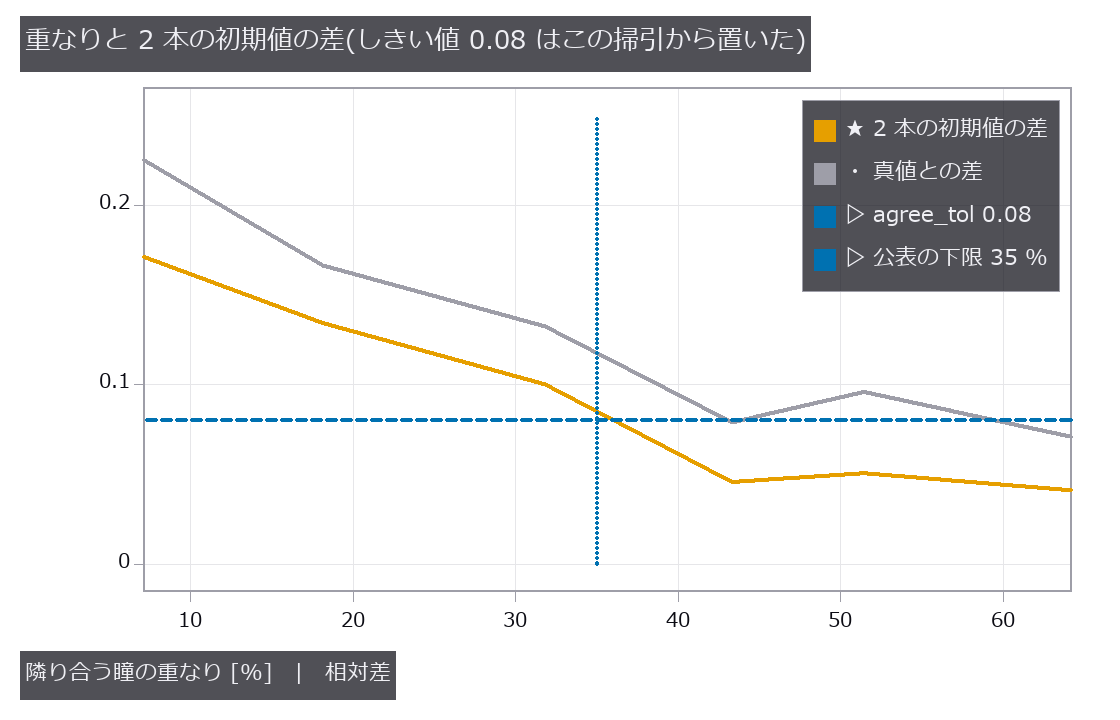 重なりと 2 本の初期値の差(しきい値 0.08 はこの掃引から置いた)
★ 2 本の初期値の差
・ 真値との差
▷ agree_tol 0.08
▷ 公表の下限 35 %
0.2
0.1
0
10 20 30 40 50 60
隣り合う瞳の重なり [%] | 相対差